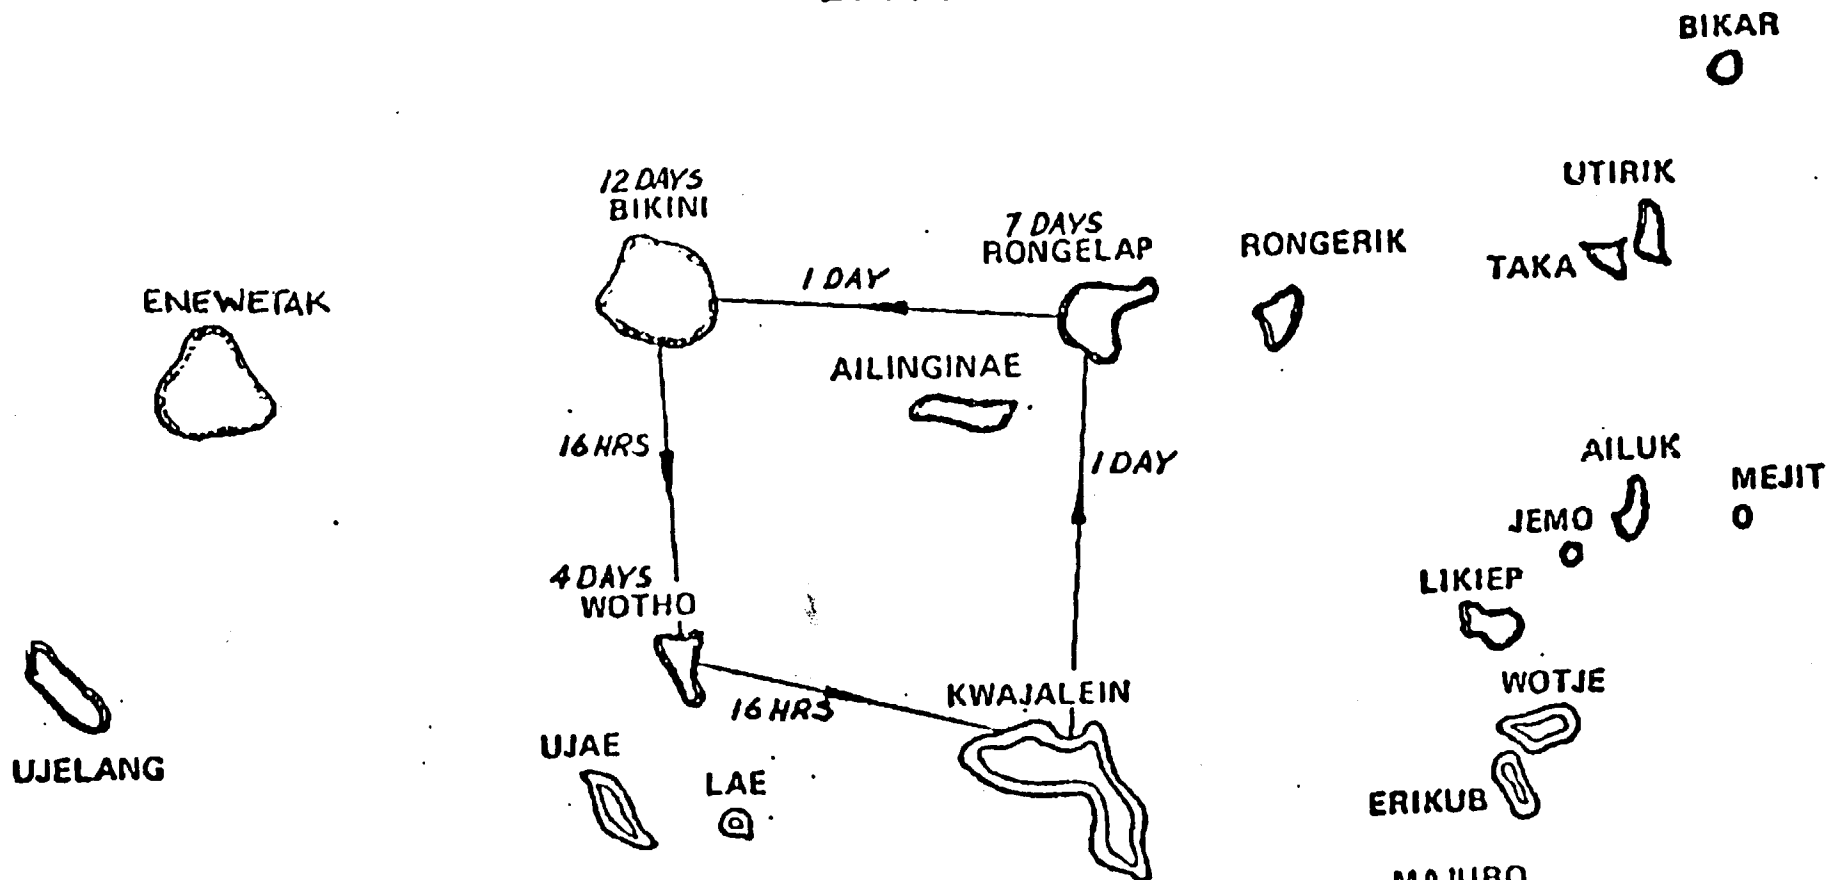 BIKAR
UTIRIK
TAKA
12 DAYS
BIKINI
7 DAYS
RONGELAP
RONGERIK
1 DAY
ENEWETAK
AILINGINAE
16 HRS
1 DAY
AILUK
MEJIT
JEMO
4 DAYS
WOTHO
LIKIEP
WOTJE
KWAJALEIN
16 HRS
UJELANG
UJAE
LAE
ERIKUB
MAJURO